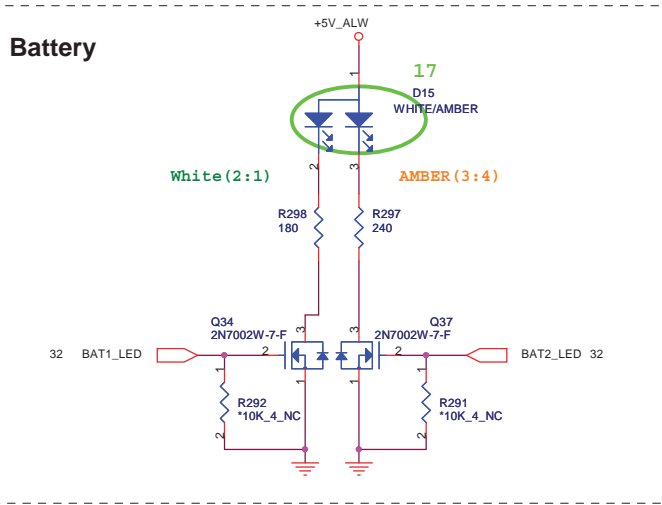 +5V_ALW
Battery
1
17
D15
WHITE/AMBER
2
3
White(2:1)
AMBER(3:4)
R298
180
R297
240
Q34
2N7002W-7-F
Q37
2N7002W-7-F
3
3
32 BAT1_LED
2
2
BAT2_LED 32
1
1
1
1
R292
*10K_4_NC
R291
*10K_4_NC
2
2